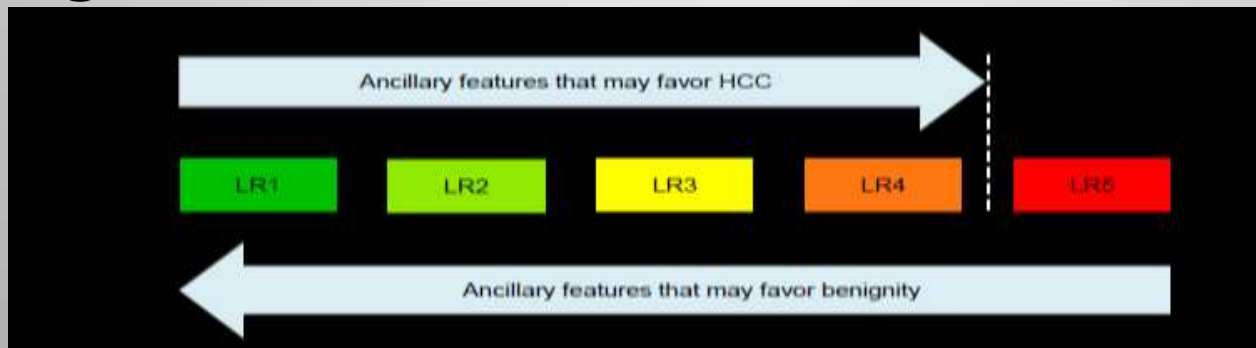 Ancillary features that may favor HCC
LR1 LR2 LR3 LR4 LR5
Ancillary features that may favor benignity